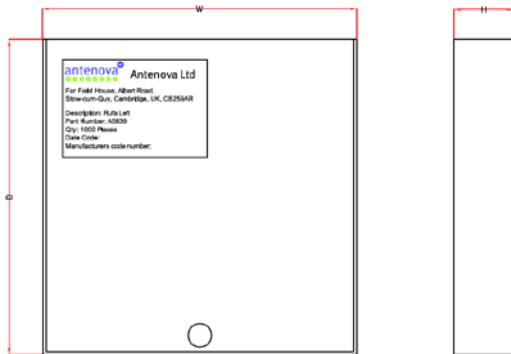 W
H
D
antenova
Antenova Ltd
Far Field House, Albert Road,
Stow-cum-Quy, Cambridge, UK, CB259AR
Description: Rufa Left
Part Number: A5839
Qty: 1000 Pieces
Date Code:
Manufacturers code number: